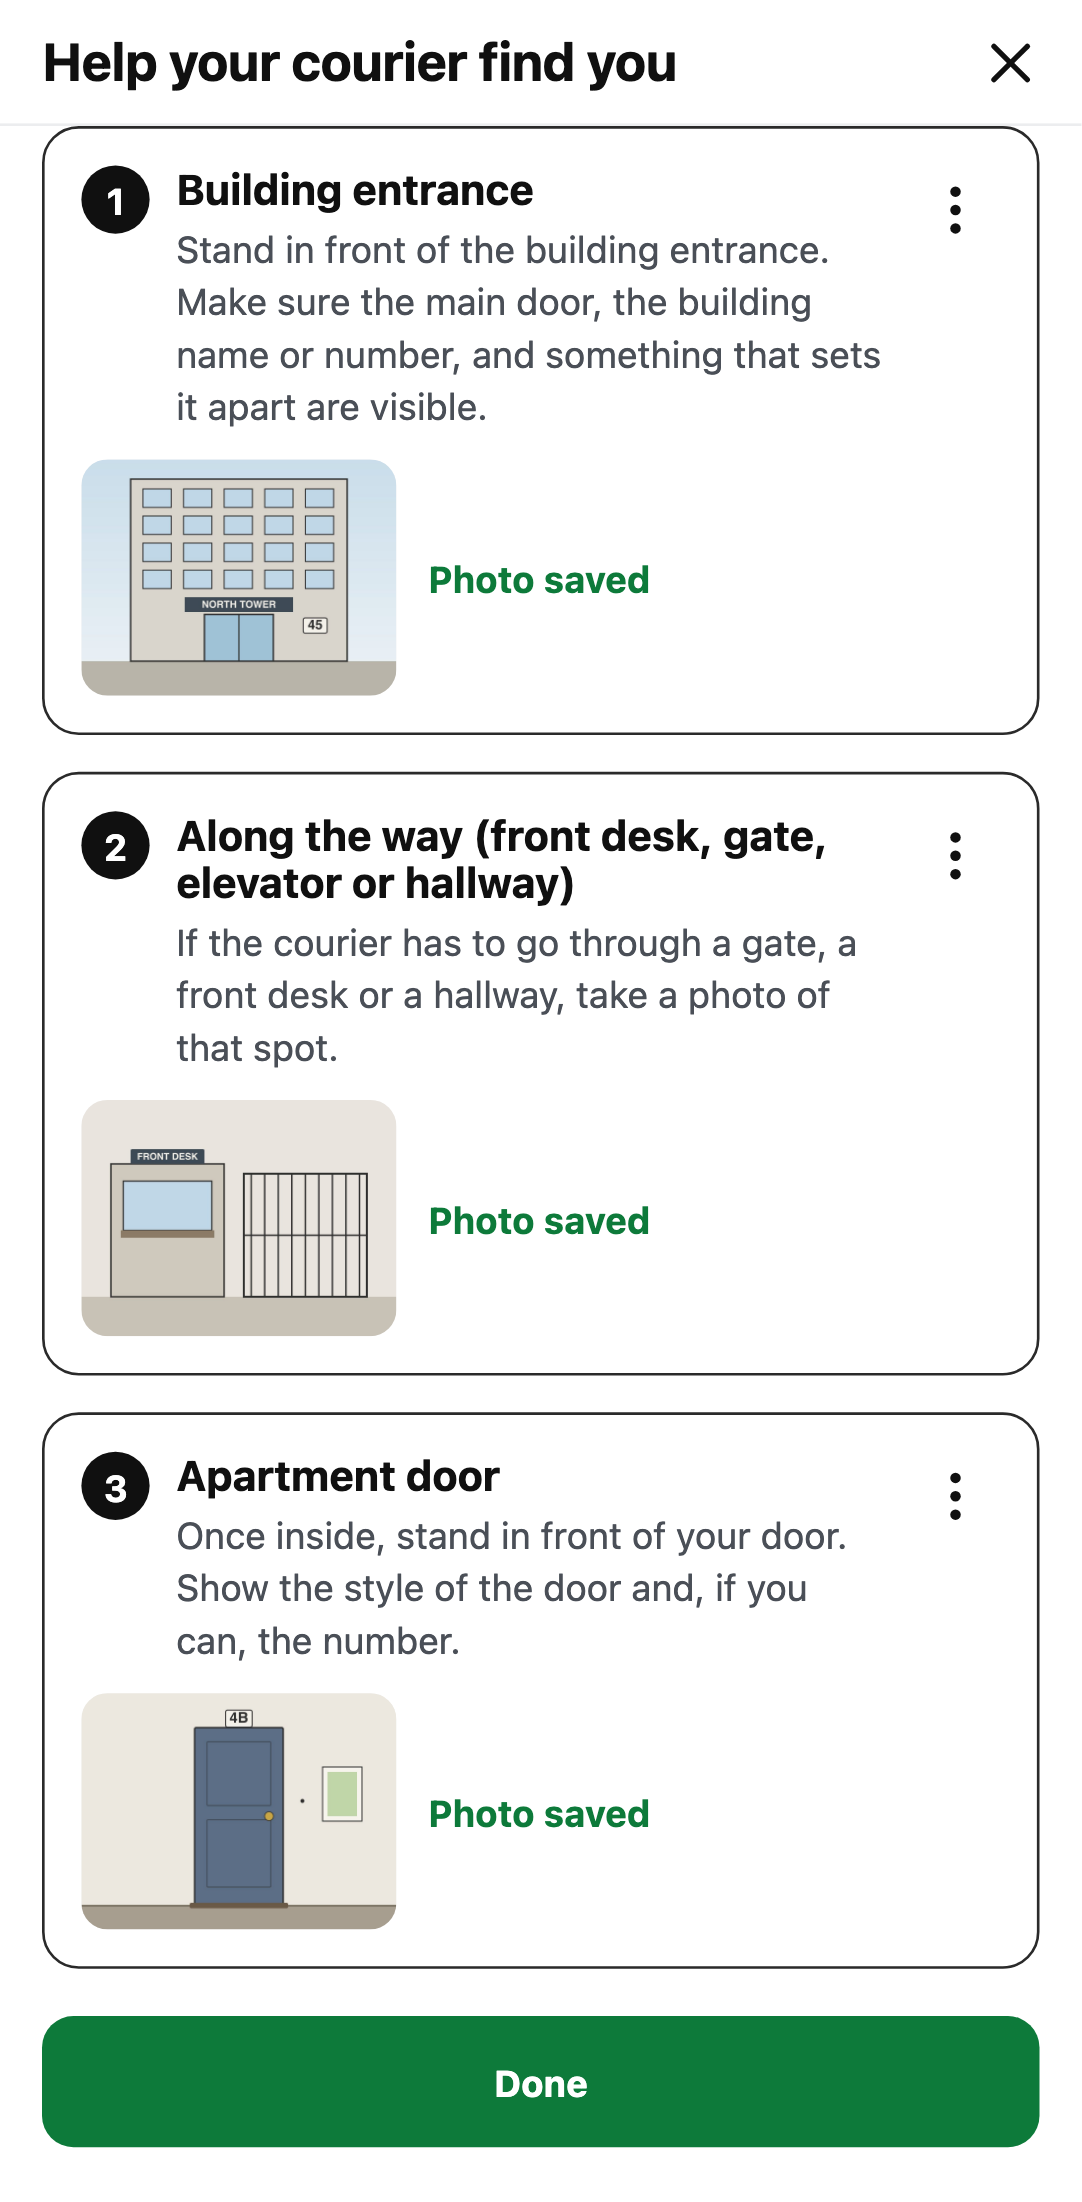 Help your courier find you
1
Building entrance
Stand in front of the building entrance.
Make sure the main door, the building
name or number, and something that sets
it apart are visible.
NORTH TOWER
45
Photo saved
2
Along the way (front desk, gate,
elevator or hallway)
If the courier has to go through a gate, a
front desk or a hallway, take a photo of
that spot.
FRONT DESK
Photo saved
3
Apartment door
Once inside, stand in front of your door.
Show the style of the door and, if you
can, the number.
4B
Photo saved
Done